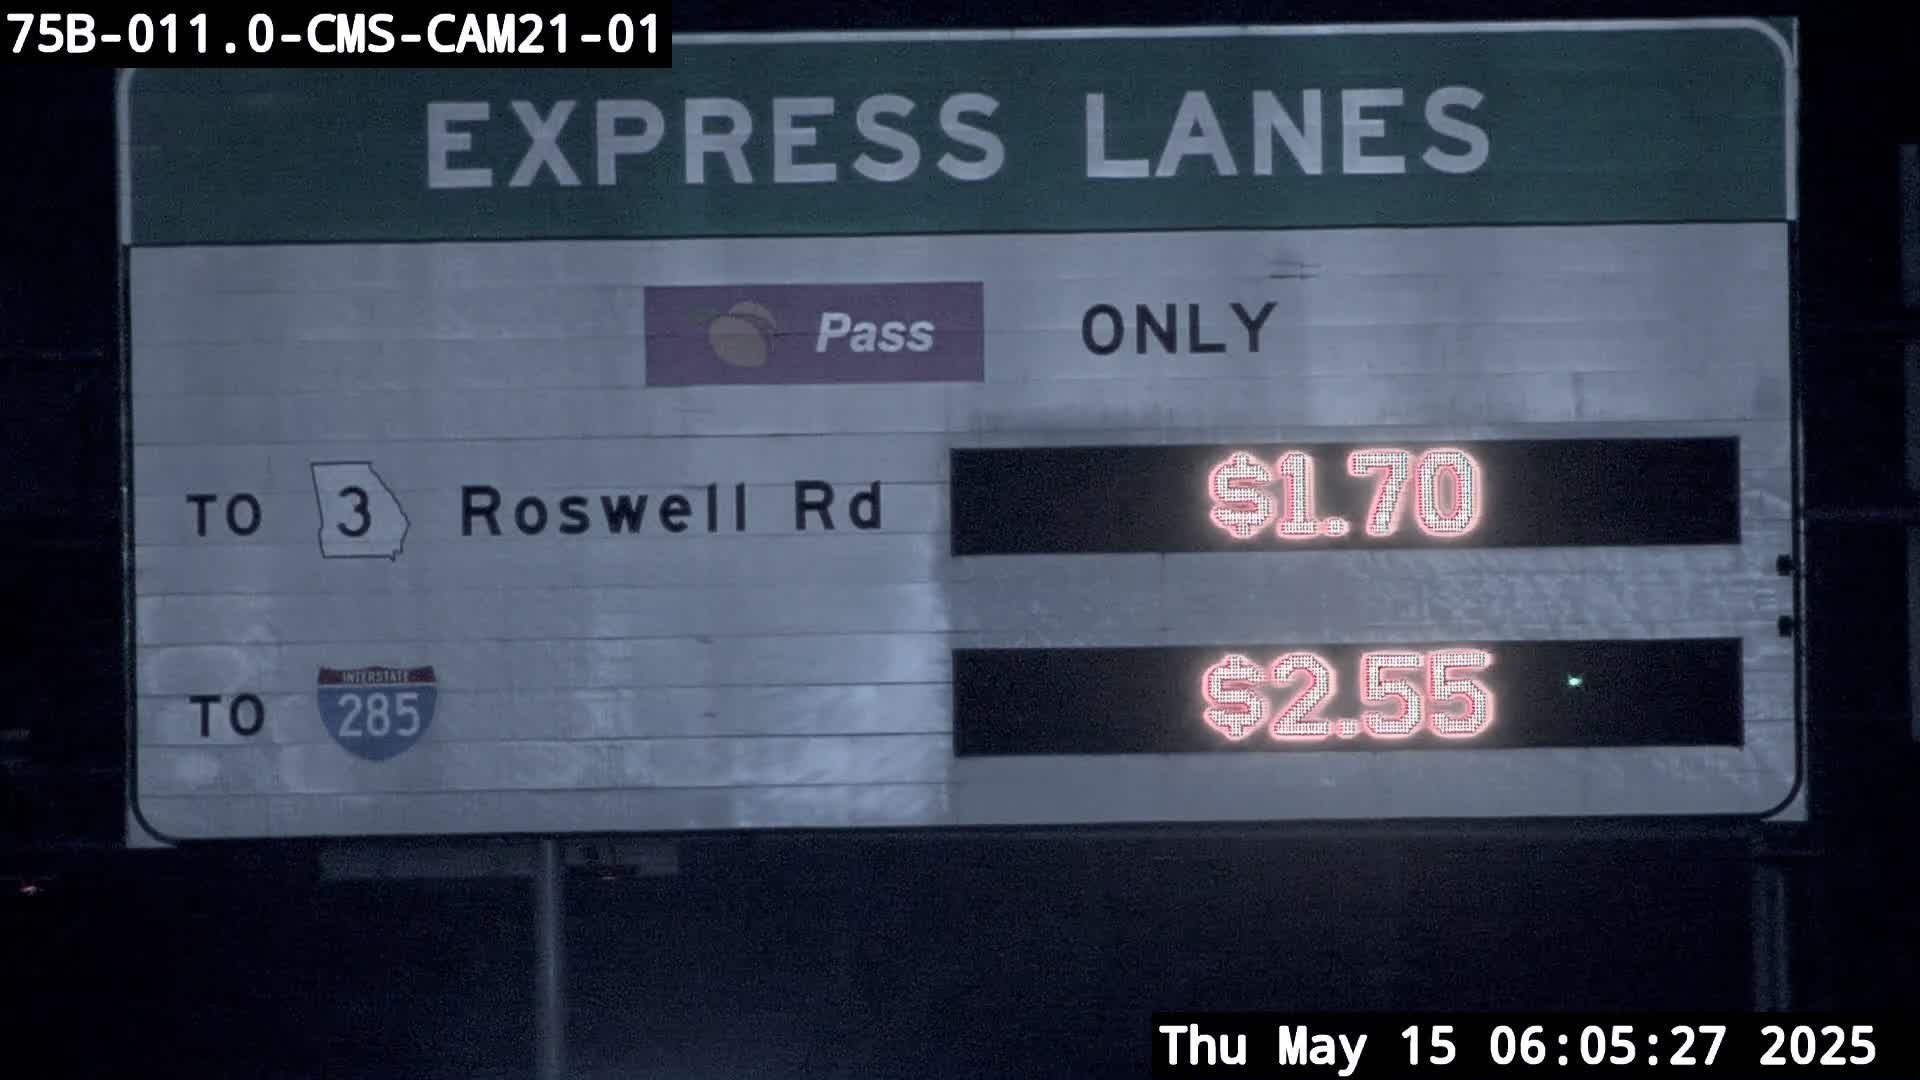 75B-011.0-CMS-CAM21-01
EXPRESS LANES
Pass ONLY
TO 3 Roswell Rd $1.70
TO INTERSTATE 285 $2.55
Thu May 15 06:05:27 2025